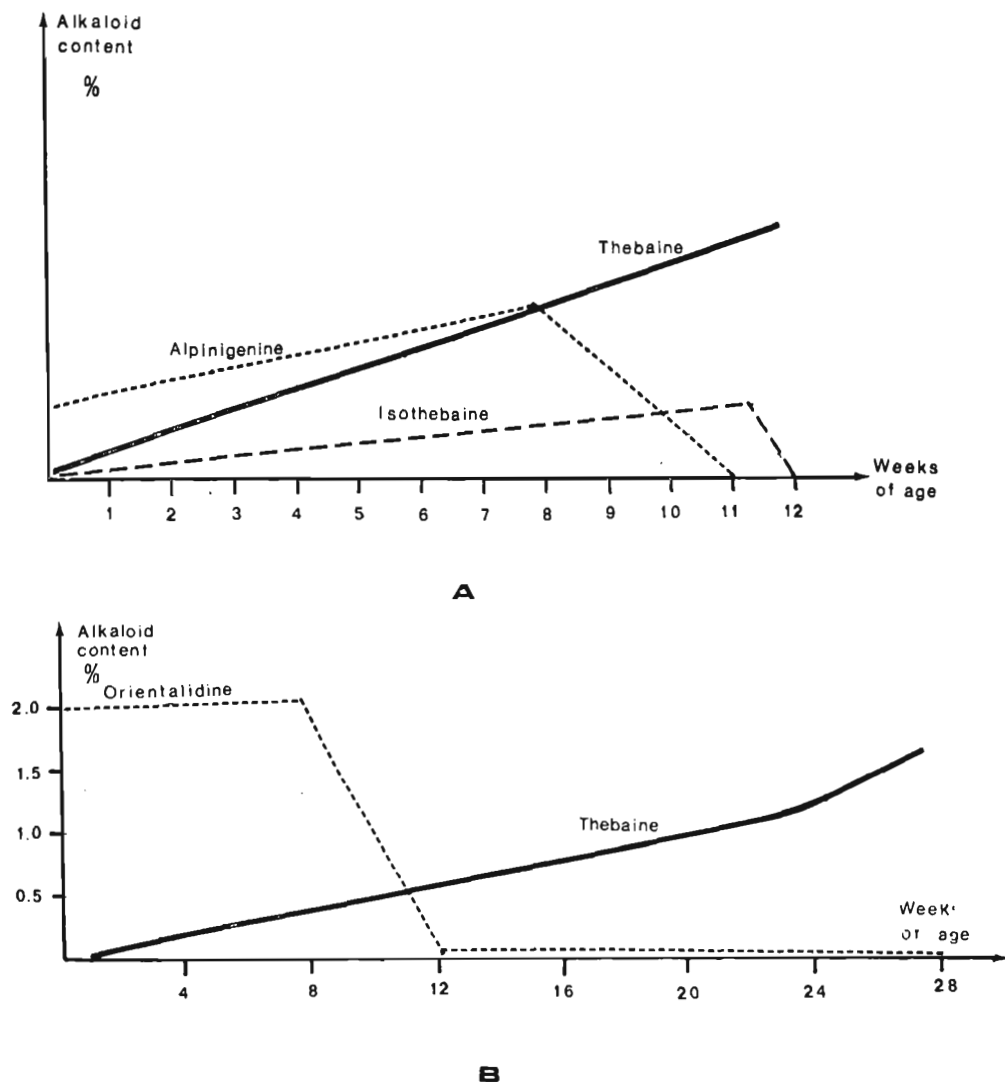 Alkaloid
content
%
Thebaine
Alpinigenine
Isothebaine
Weeks
of age
1 2 3 4 5 6 7 8 9 10 11 12
A
Alkaloid
content
%
Orientalidine
2.0
1.5
Thebaine
1.0
0.5
Week
of age
4 8 12 16 20 24 28
B